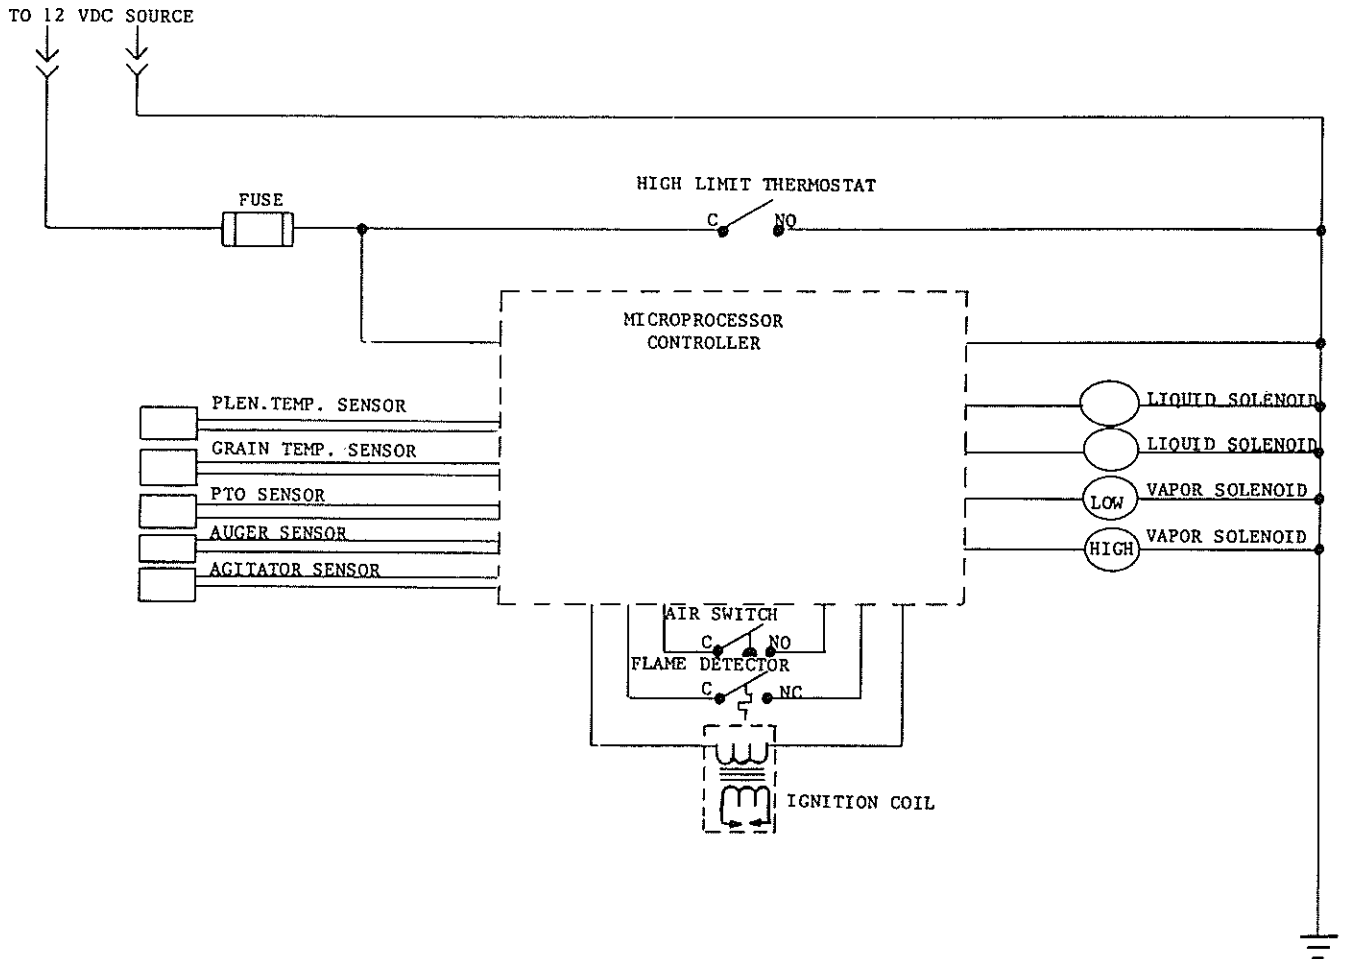 TO 12 VDC SOURCE
HIGH LIMIT THERMOSTAT
FUSE
C NO
MICROPROCESSOR
CONTROLLER
PLEN.TEMP. SENSOR
GRAIN TEMP. SENSOR
PTO SENSOR
AUGER SENSOR
AGITATOR SENSOR
LIQUID SOLENOID
LIQUID SOLENOID
LOW VAPOR SOLENOID
HIGH VAPOR SOLENOID
AIR SWITCH
C NO
FLAME DETECTOR
C NC
IGNITION COIL